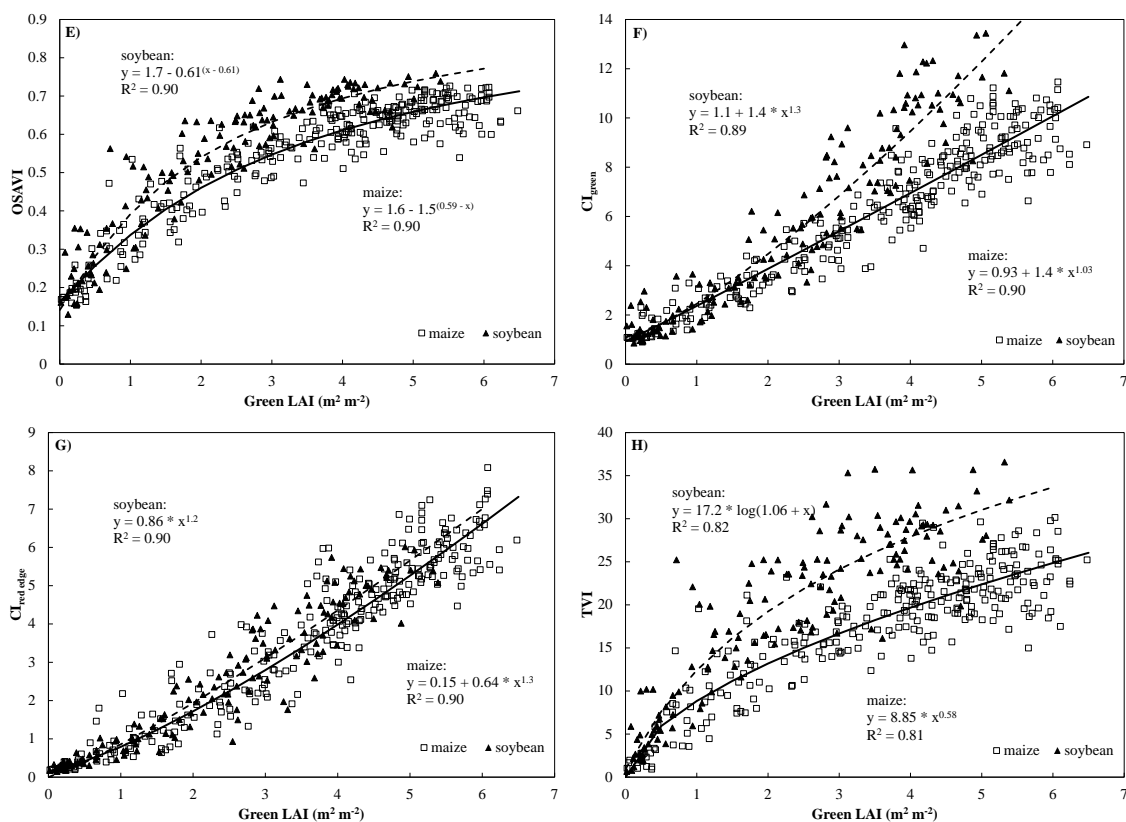 E)
0.9
0.8
0.7
0.6
0.5
0.4
0.3
0.2
0.1
0
OSAVI
soybean:
y = 1.7 - 0.61^(x - 0.61)
R² = 0.90
maize:
y = 1.6 - 1.5^(0.59 - x)
R² = 0.90
maize soybean
0 1 2 3 4 5 6 7
Green LAI (m² m⁻²)
F)
14
12
10
8
6
4
2
0
CI_green
soybean:
y = 1.1 + 1.4 * x^1.3
R² = 0.89
maize:
y = 0.93 + 1.4 * x^1.03
R² = 0.90
maize soybean
0 1 2 3 4 5 6 7
Green LAI (m² m⁻²)
G)
9
8
7
6
5
4
3
2
1
0
CI_red edge
soybean:
y = 0.86 * x^1.2
R² = 0.90
maize:
y = 0.15 + 0.64 * x^1.3
R² = 0.90
maize soybean
0 1 2 3 4 5 6 7
Green LAI (m² m⁻²)
H)
40
35
30
25
20
15
10
5
0
TVI
soybean:
y = 17.2 * log(1.06 + x)
R² = 0.82
maize:
y = 8.85 * x^0.58
R² = 0.81
maize soybean
0 1 2 3 4 5 6 7
Green LAI (m² m⁻²)